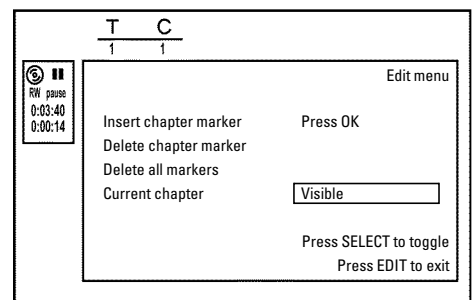 T C
1 1
RW pause
0:03:40
0:00:14
Edit menu
Insert chapter marker Press OK
Delete chapter marker
Delete all markers
Current chapter Visible
Press SELECT to toggle
Press EDIT to exit